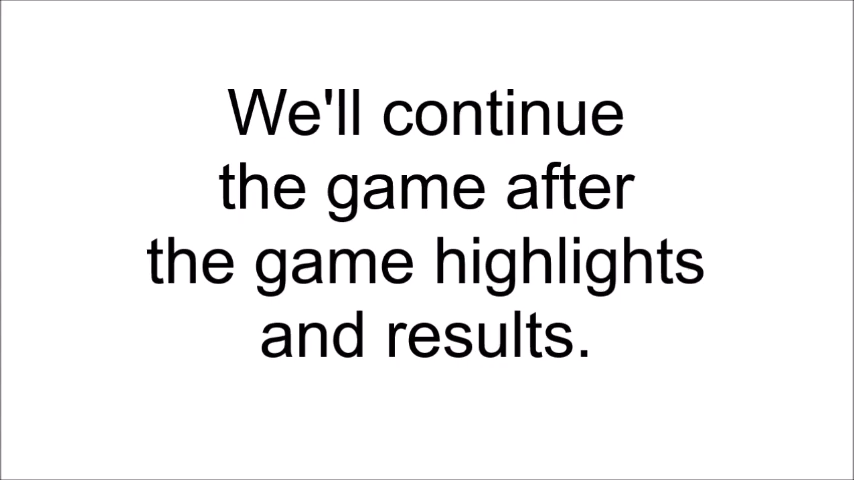 We'll continue
the game after
the game highlights
and results.